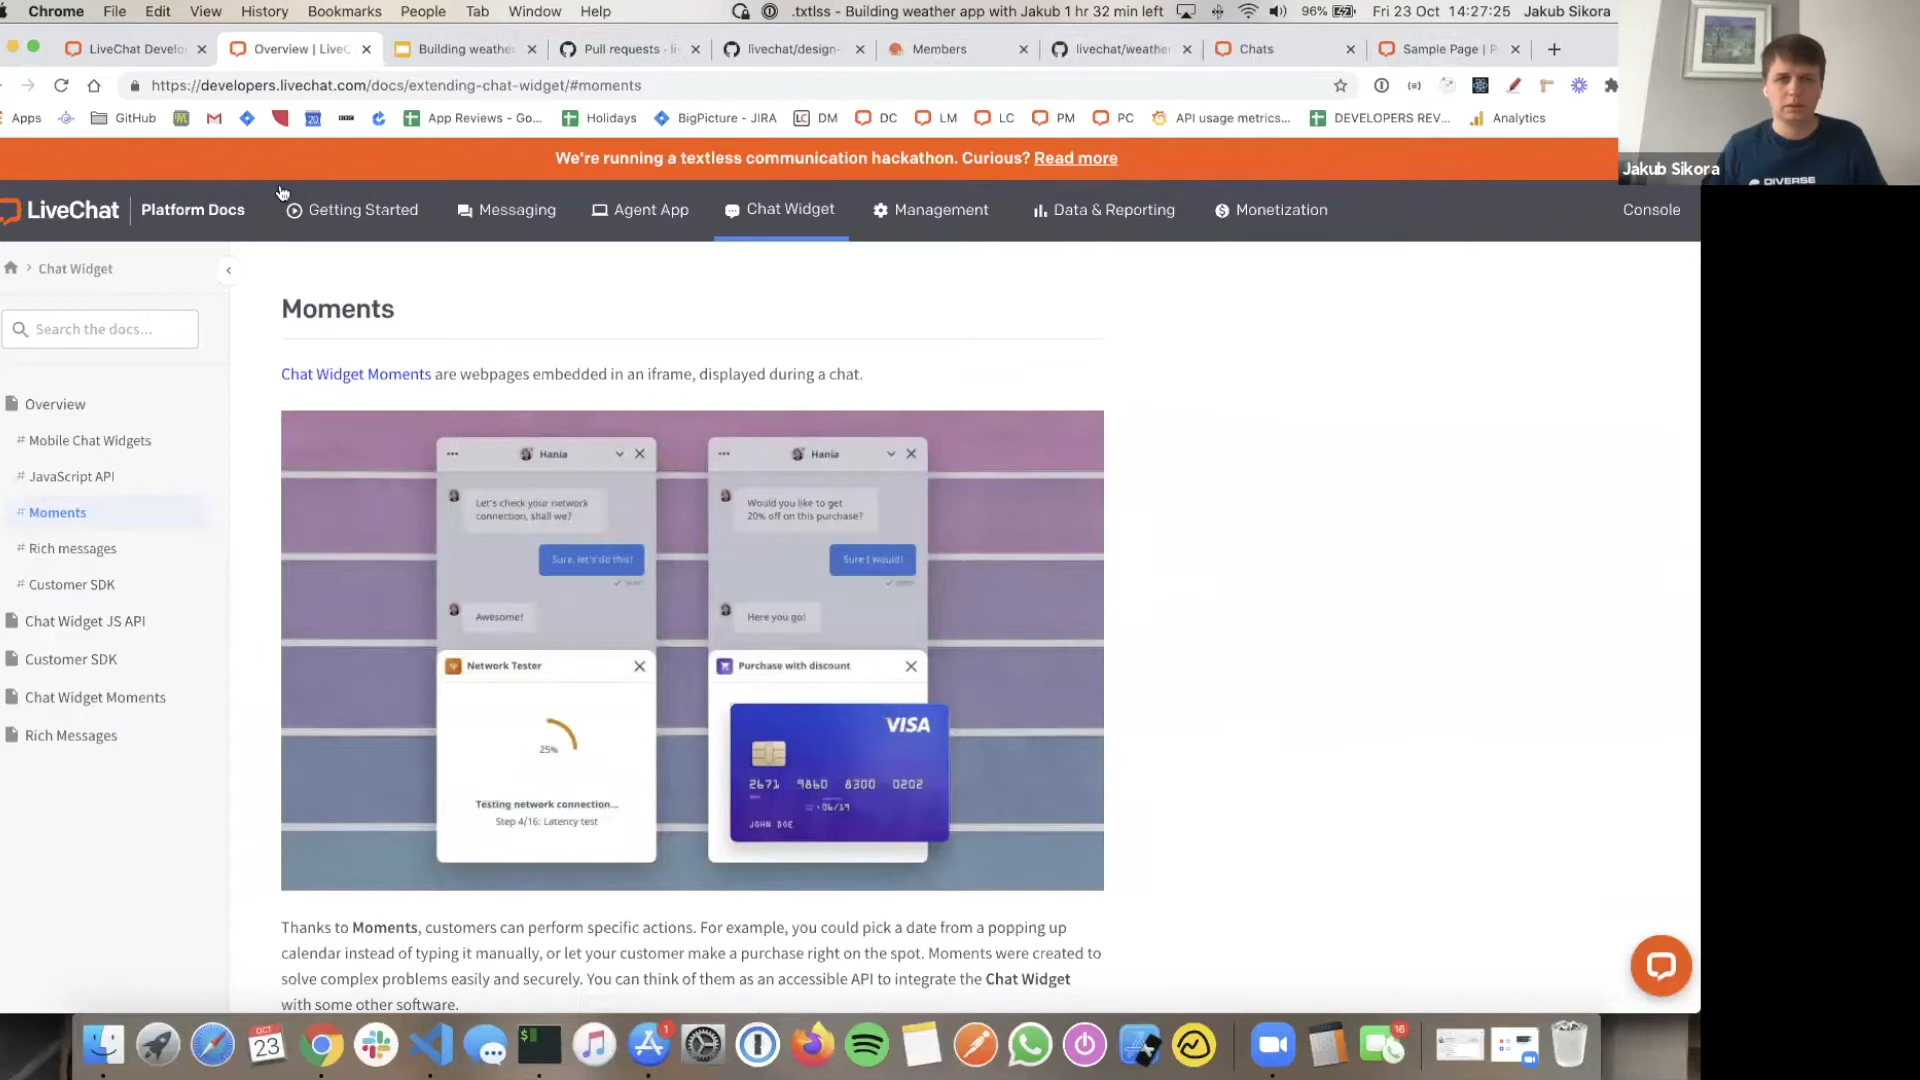 Chrome File Edit View History Bookmarks People Tab Window Help .txtlss - Building weather app with Jakub 1 hr 32 min left 96% Fri 23 Oct 14:27:25 Jakub Sikora
LiveChat Develo Overview | LiveC Building weathe Pull requests · li livechat/design- Members livechat/weathe Chats Sample Page | P
https://developers.livechat.com/docs/extending-chat-widget/#moments
Apps GitHub 20 App Reviews - Go... Holidays BigPicture - JIRA LC DM DC LM LC PM PC API usage metrics... DEVELOPERS REV... Analytics
We're running a textless communication hackathon. Curious? Read more
Jakub Sikora
DIVERSE
LiveChat Platform Docs Getting Started Messaging Agent App Chat Widget Management Data & Reporting Monetization Console
Chat Widget
Search the docs...
Overview
# Mobile Chat Widgets
# JavaScript API
# Moments
# Rich messages
# Customer SDK
Chat Widget JS API
Customer SDK
Chat Widget Moments
Rich Messages
Moments
Chat Widget Moments are webpages embedded in an iframe, displayed during a chat.
Hania
Let's check your network
connection, shall we?
Sure, let's do this!
Awesome!
Network Tester
25%
Testing network connection...
Step 4/16: Latency test
Hania
Would you like to get
20% off on this purchase?
Sure I would!
Here you go!
Purchase with discount
VISA
2671 9860 8300 0202
06/19
JOHN DOE
Thanks to Moments, customers can perform specific actions. For example, you could pick a date from a popping up
calendar instead of typing it manually, or let your customer make a purchase right on the spot. Moments were created to
solve complex problems easily and securely. You can think of them as an accessible API to integrate the Chat Widget
with some other software.
OCT
23
$
1
16